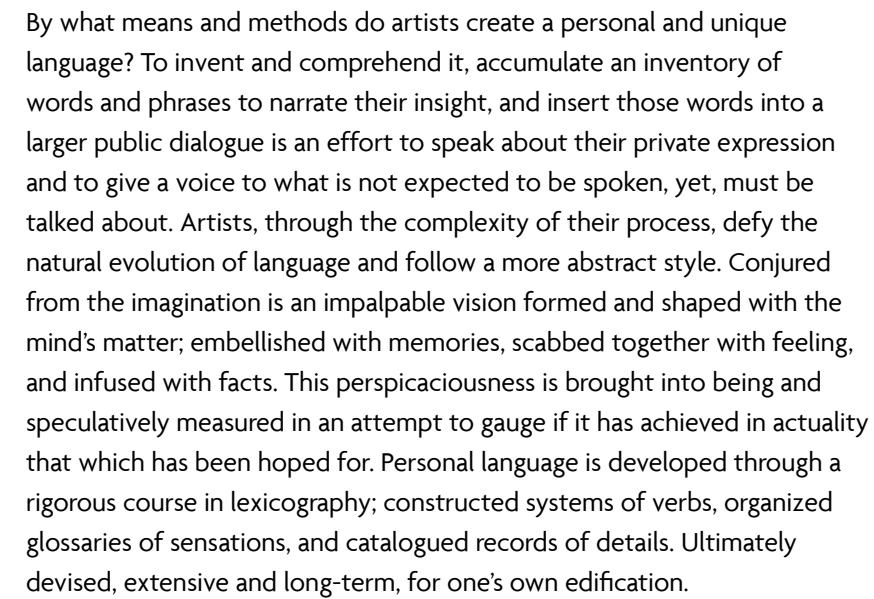 By what means and methods do artists create a personal and unique
language? To invent and comprehend it, accumulate an inventory of
words and phrases to narrate their insight, and insert those words into a
larger public dialogue is an effort to speak about their private expression
and to give a voice to what is not expected to be spoken, yet, must be
talked about. Artists, through the complexity of their process, defy the
natural evolution of language and follow a more abstract style. Conjured
from the imagination is an impalpable vision formed and shaped with the
mind’s matter; embellished with memories, scabbed together with feeling,
and infused with facts. This perspicaciousness is brought into being and
speculatively measured in an attempt to gauge if it has achieved in actuality
that which has been hoped for. Personal language is developed through a
rigorous course in lexicography; constructed systems of verbs, organized
glossaries of sensations, and catalogued records of details. Ultimately
devised, extensive and long-term, for one’s own edification.